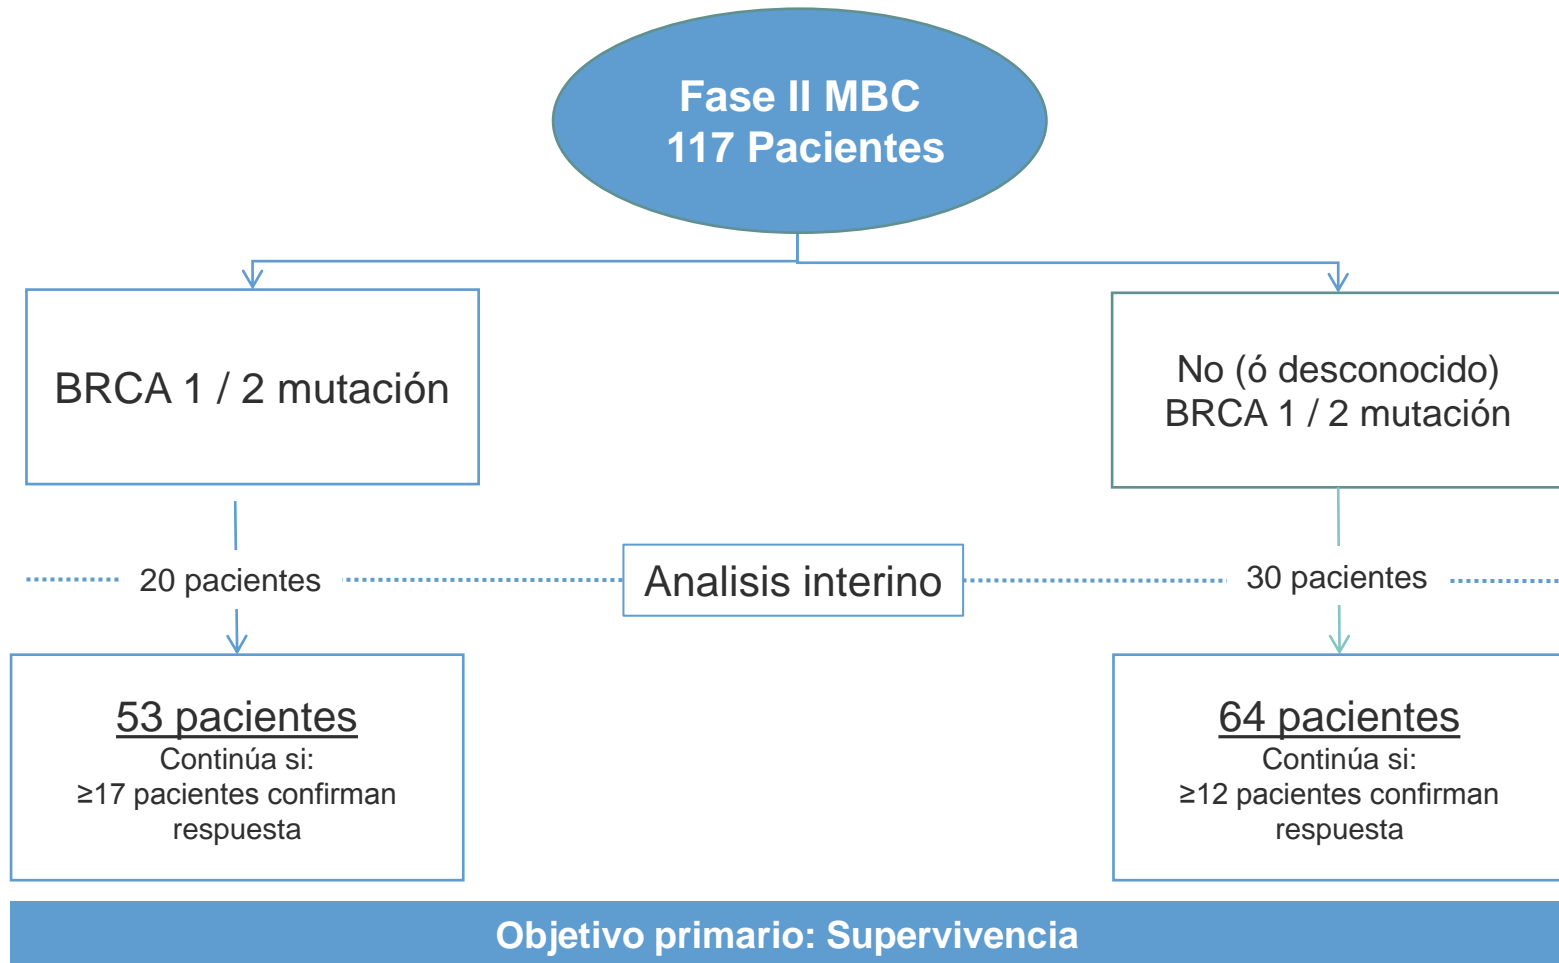 Fase II MBC
117 Pacientes
BRCA 1 / 2 mutación
No (ó desconocido)
BRCA 1 / 2 mutación
20 pacientes
Analisis interino
30 pacientes
53 pacientes
Continúa si:
≥17 pacientes confirman
respuesta
64 pacientes
Continúa si:
≥12 pacientes confirman
respuesta
Objetivo primario: Supervivencia